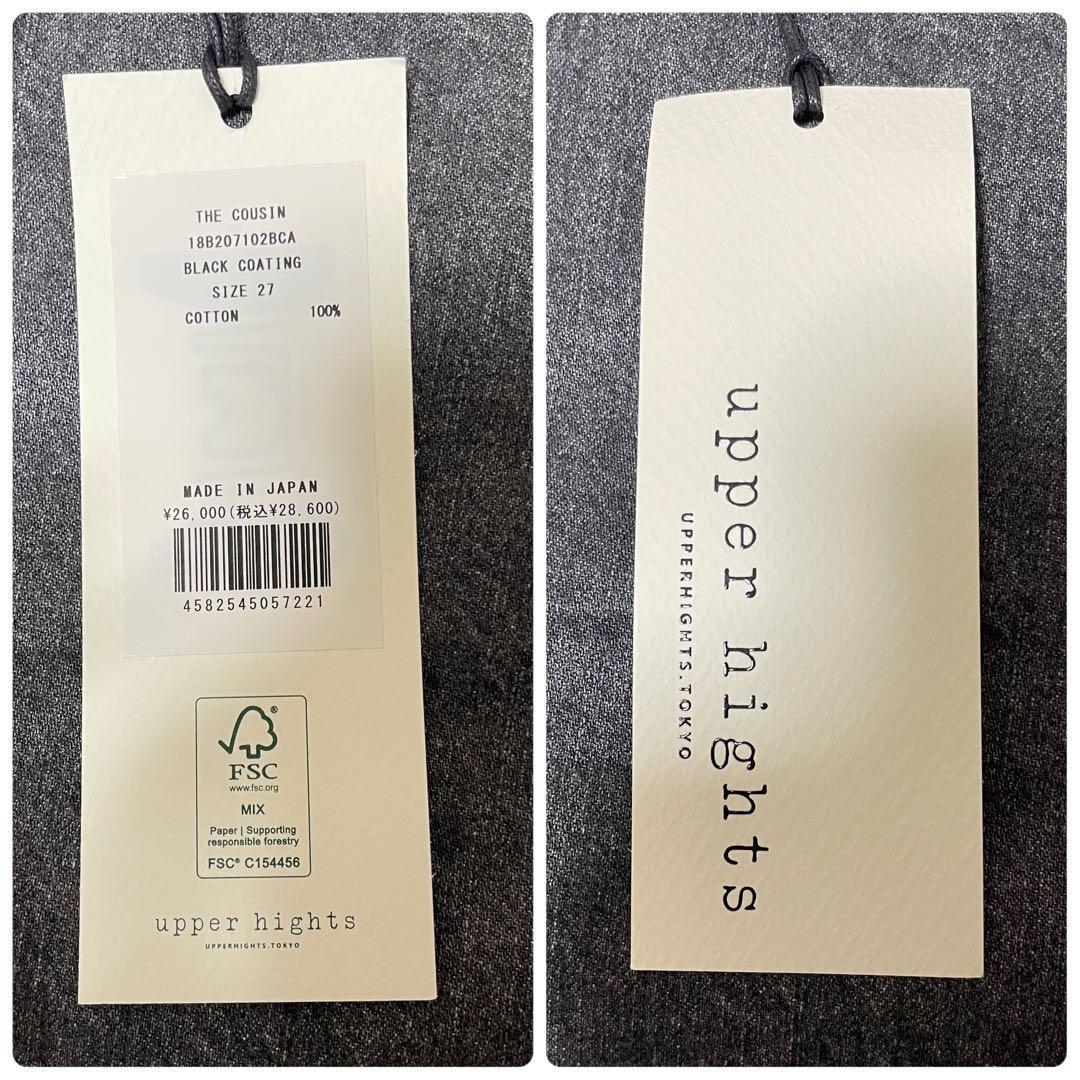 THE COUSIN
18B207102BCA
BLACK COATING
SIZE 27
COTTON 100%
MADE IN JAPAN
¥26,000(税込¥28,600)
4582545057221
FSC®
www.fsc.org
MIX
Paper | Supporting
responsible forestry
FSC® C154456
upper hights
UPPERHIGHTS.TOKYO
upper hights
UPPERHIGHTS.TOKYO